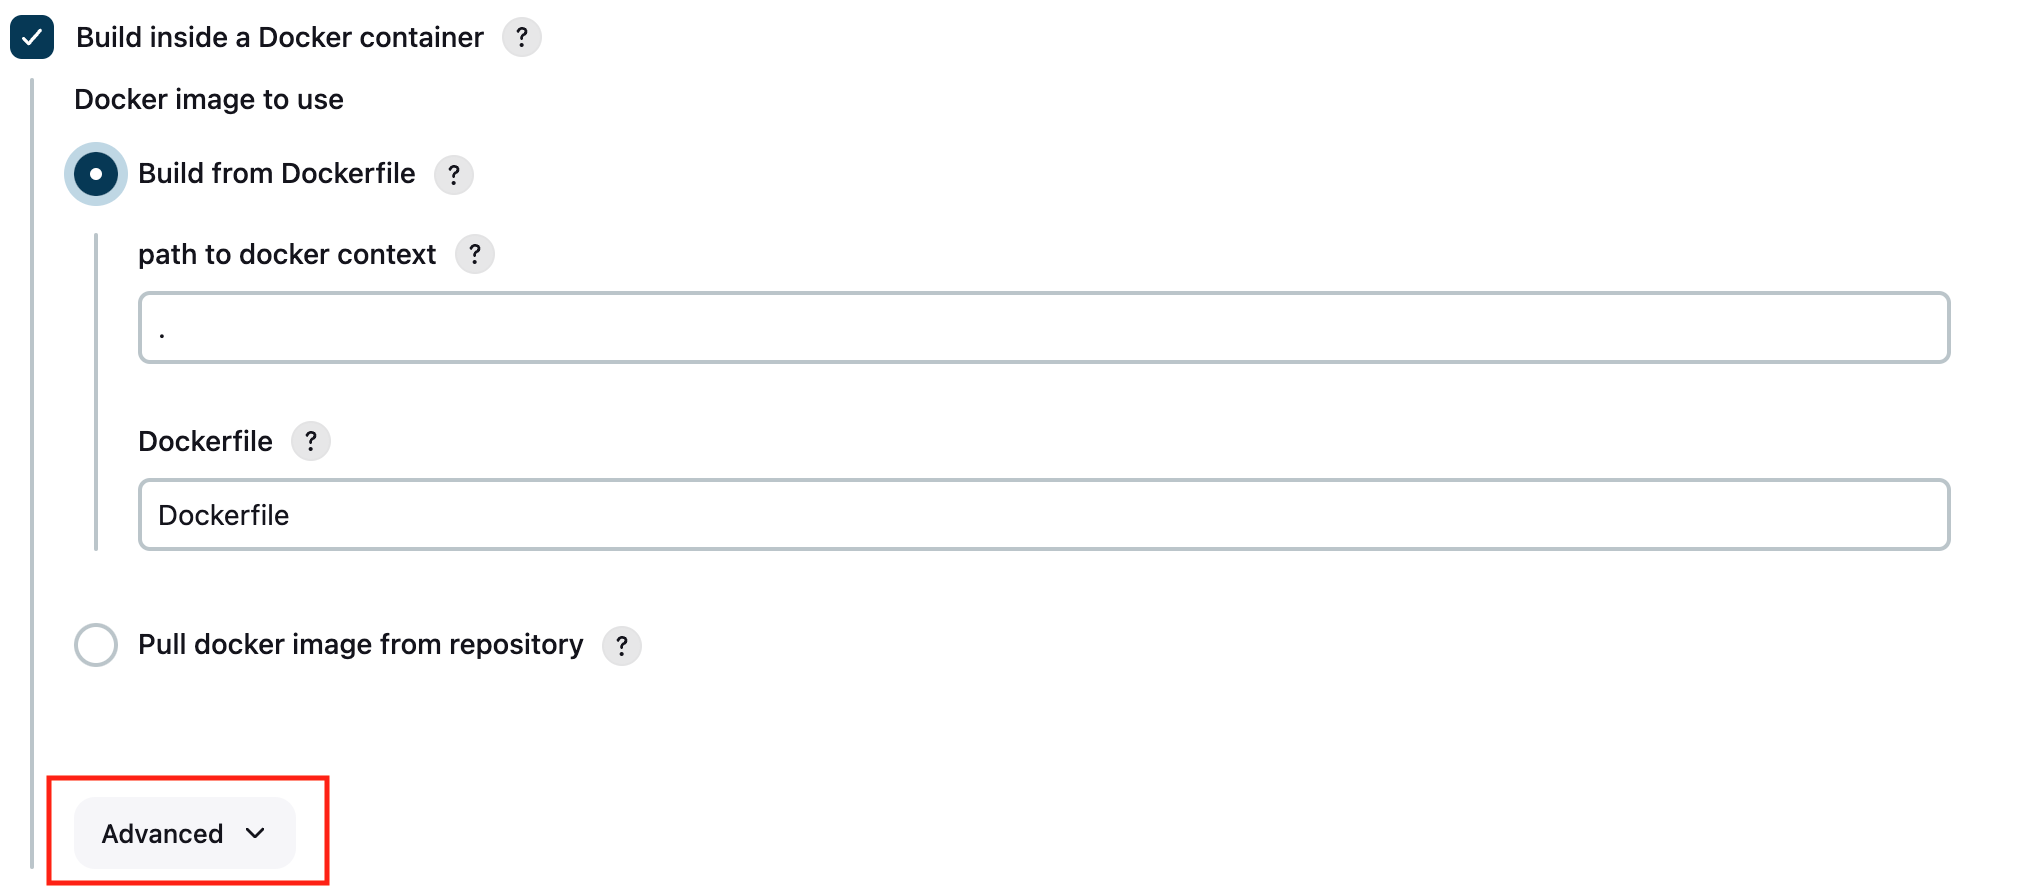 Build inside a Docker container ?
Docker image to use
Build from Dockerfile ?
path to docker context ?
.
Dockerfile ?
Dockerfile
Pull docker image from repository ?
Advanced